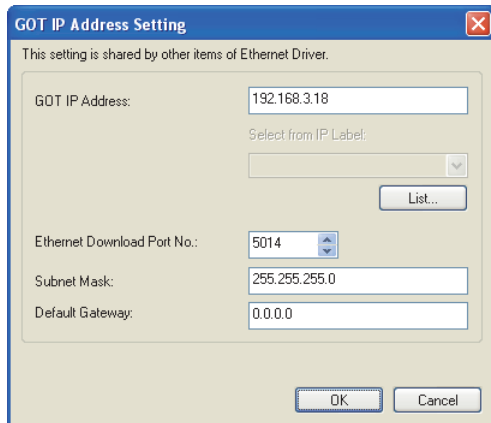 GOT IP Address Setting
This setting is shared by other items of Ethernet Driver.
GOT IP Address:
192.168.3.18
Select from IP Label:
List...
Ethernet Download Port No.:
5014
Subnet Mask:
255.255.255.0
Default Gateway:
0.0.0.0
OK
Cancel